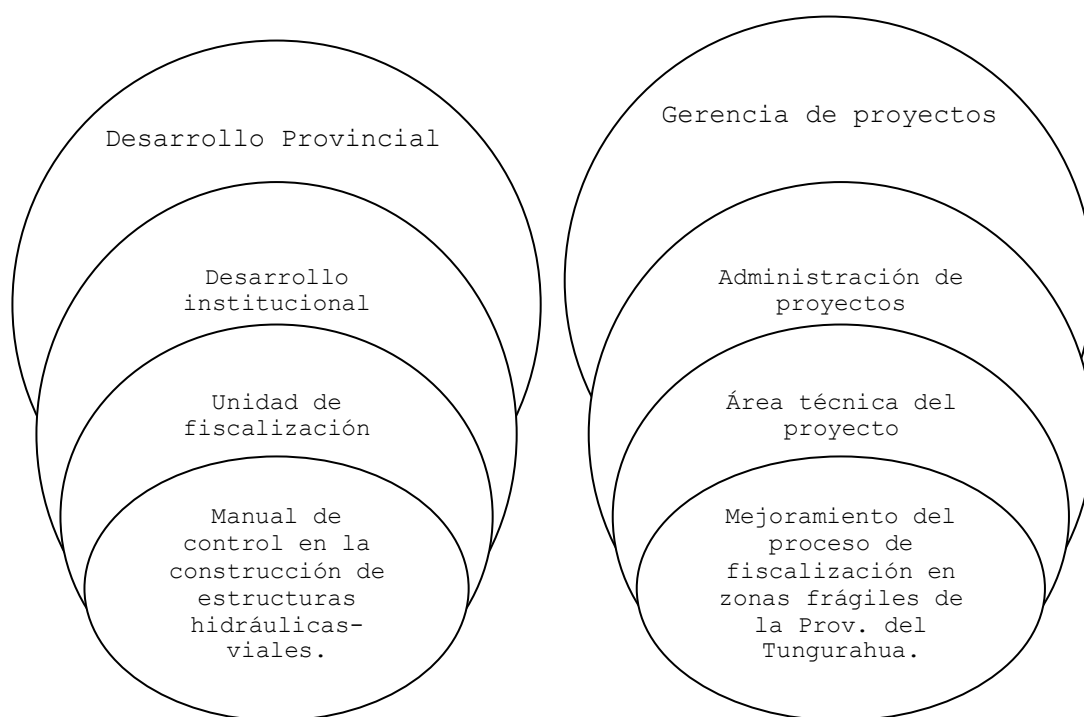 Desarrollo Provincial
Desarrollo
institucional
Unidad de
fiscalización
Manual de
control en la
construcción de
estructuras
hidráulicas-
viales.
Gerencia de proyectos
Administración de
proyectos
Área técnica del
proyecto
Mejoramiento del
proceso de
fiscalización en
zonas frágiles de
la Prov. del
Tungurahua.